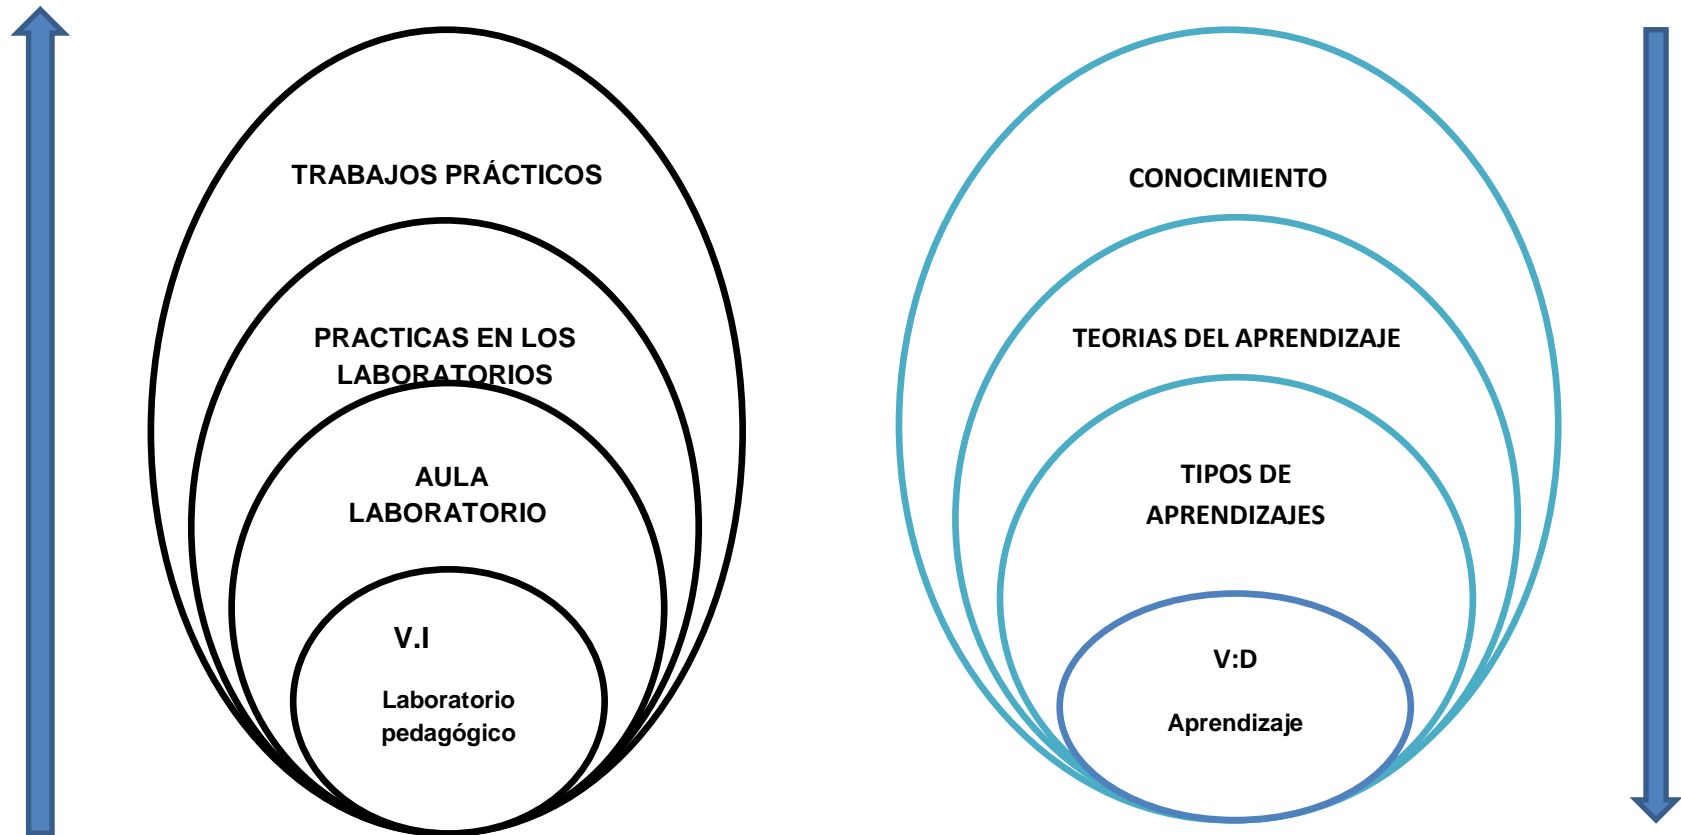 TRABAJOS PRÁCTICOS
PRACTICAS EN LOS
LABORATORIOS
AULA
LABORATORIO
V.I
Laboratorio
pedagógico
CONOCIMIENTO
TEORIAS DEL APRENDIZAJE
TIPOS DE
APRENDIZAJES
V:D
Aprendizaje